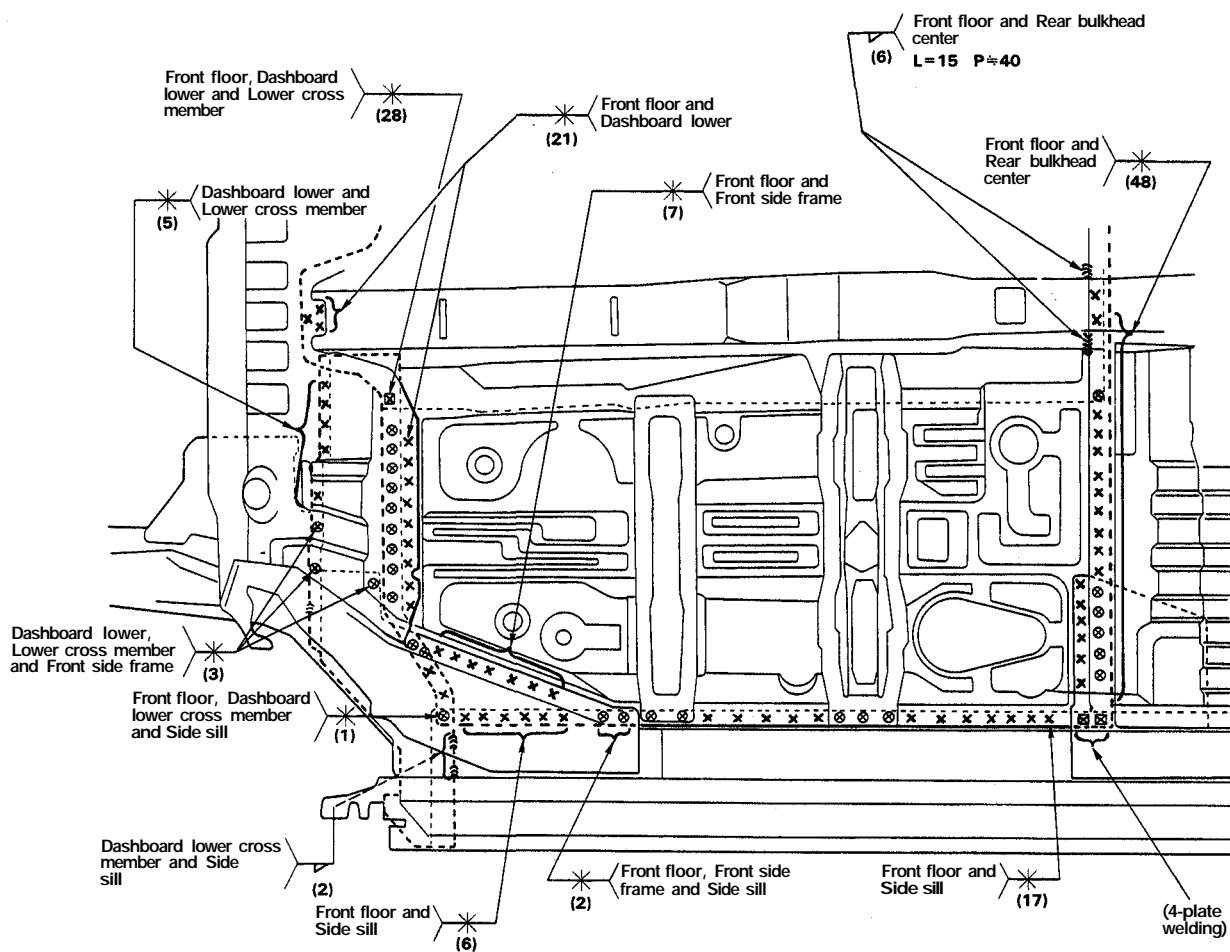 Front floor and Rear bulkhead
center
(6)
L=15 P≒40
Front floor, Dashboard
lower and Lower cross
member
(28)
Front floor and
Dashboard lower
(21)
Front floor and
Rear bulkhead
center
(48)
Dashboard lower and
Lower cross member
(5)
Front floor and
Front side frame
(7)
Dashboard lower,
Lower cross member
and Front side frame
(3)
Front floor, Dashboard
lower cross member
and Side sill
(1)
Dashboard lower cross
member and Side
sill
(2)
Front floor and
Side sill
(6)
Front floor, Front side
frame and Side sill
(2)
Front floor and
Side sill
(17)
(4-plate
welding)